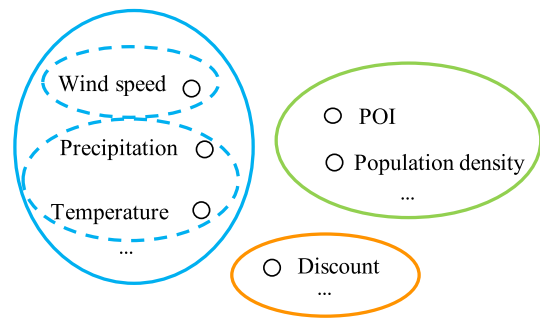 Wind speed
Precipitation
Temperature
...
POI
Population density
...
Discount
...